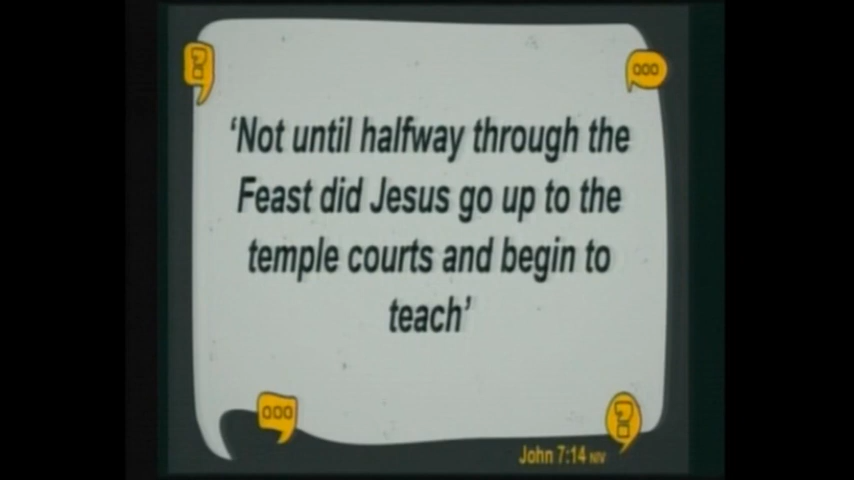 ‘Not until halfway through the
Feast did Jesus go up to the
temple courts and begin to
teach’
John 7:14 NIV